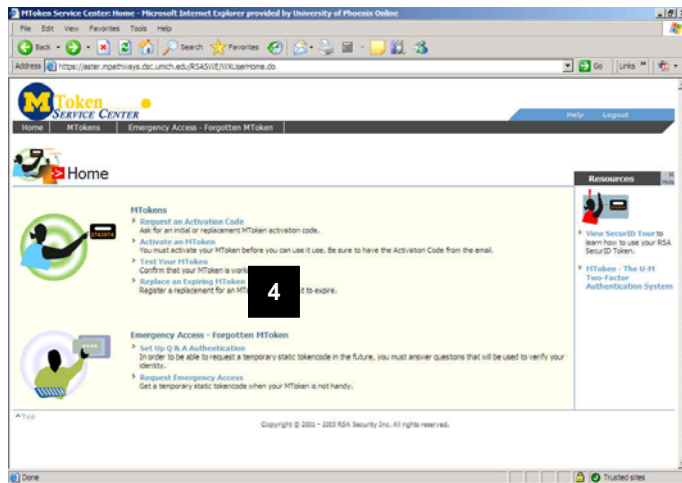 MToken Service Center: Home - Microsoft Internet Explorer provided by University of Phoenix Online
File Edit View Favorites Tools Help
Back Search Favorites
Address https://aster.mpathways.dsc.umich.edu/RSASWE/WXUserHome.do Go Links
M Token
SERVICE CENTER
Help Logout
Home MTokens Emergency Access - Forgotten MToken
Home
Resources Hide
MTokens
Request an Activation Code
Ask for an initial or replacement MToken activation code.
Activate an MToken
You must activate your MToken before you can use it use. Be sure to have the Activation Code from the email.
Test Your MToken
Confirm that your MToken is work
Replace an Expiring MToken
Register a replacement for an MT t to expire.
4
View SecurID Tour to
learn how to use your RSA
SecurID Token.
MToken - The U-M
Two-Factor
Authentication System
Emergency Access - Forgotten MToken
Set Up Q & A Authentication
In order to be able to request a temporary static tokencode in the future, you must answer questions that will be used to verify your
identity.
Request Emergency Access
Get a temporary static tokencode when your MToken is not handy.
^Top
Copyright © 2001 - 2003 RSA Security Inc. All rights reserved.
Done Trusted sites